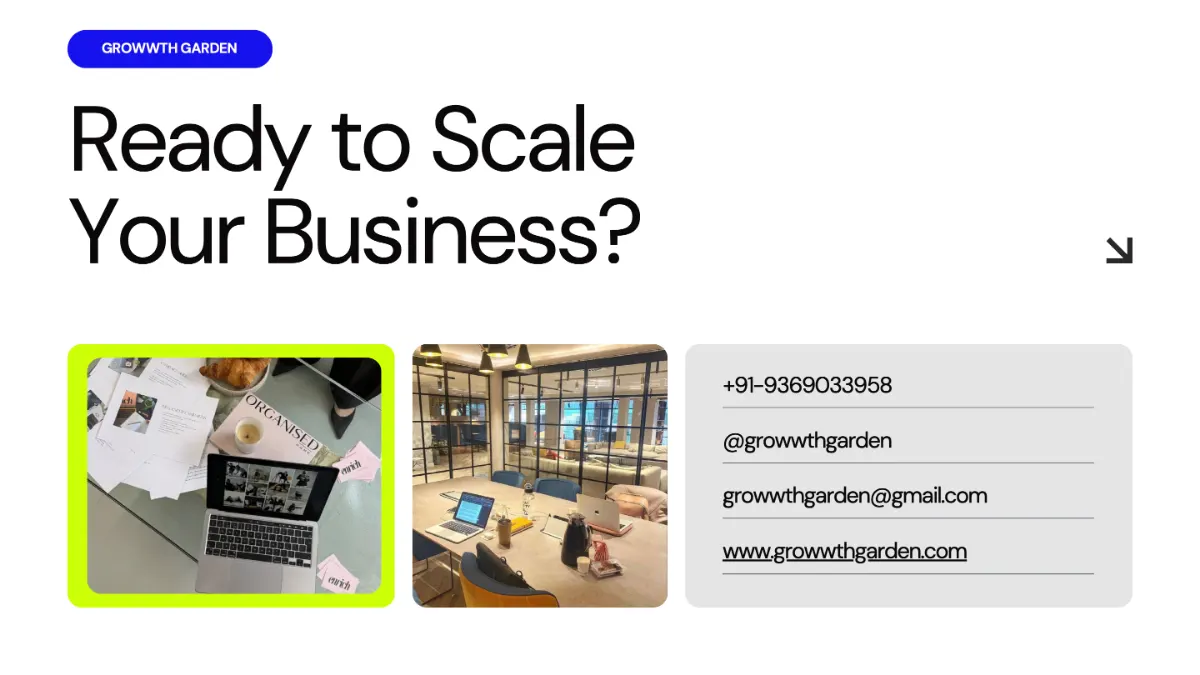 GROWWTH GARDEN
Ready to Scale
Your Business?
ORGANISED
enrich
enrich
+91-9369033958
@growwthgarden
growwthgarden@gmail.com
www.growwthgarden.com